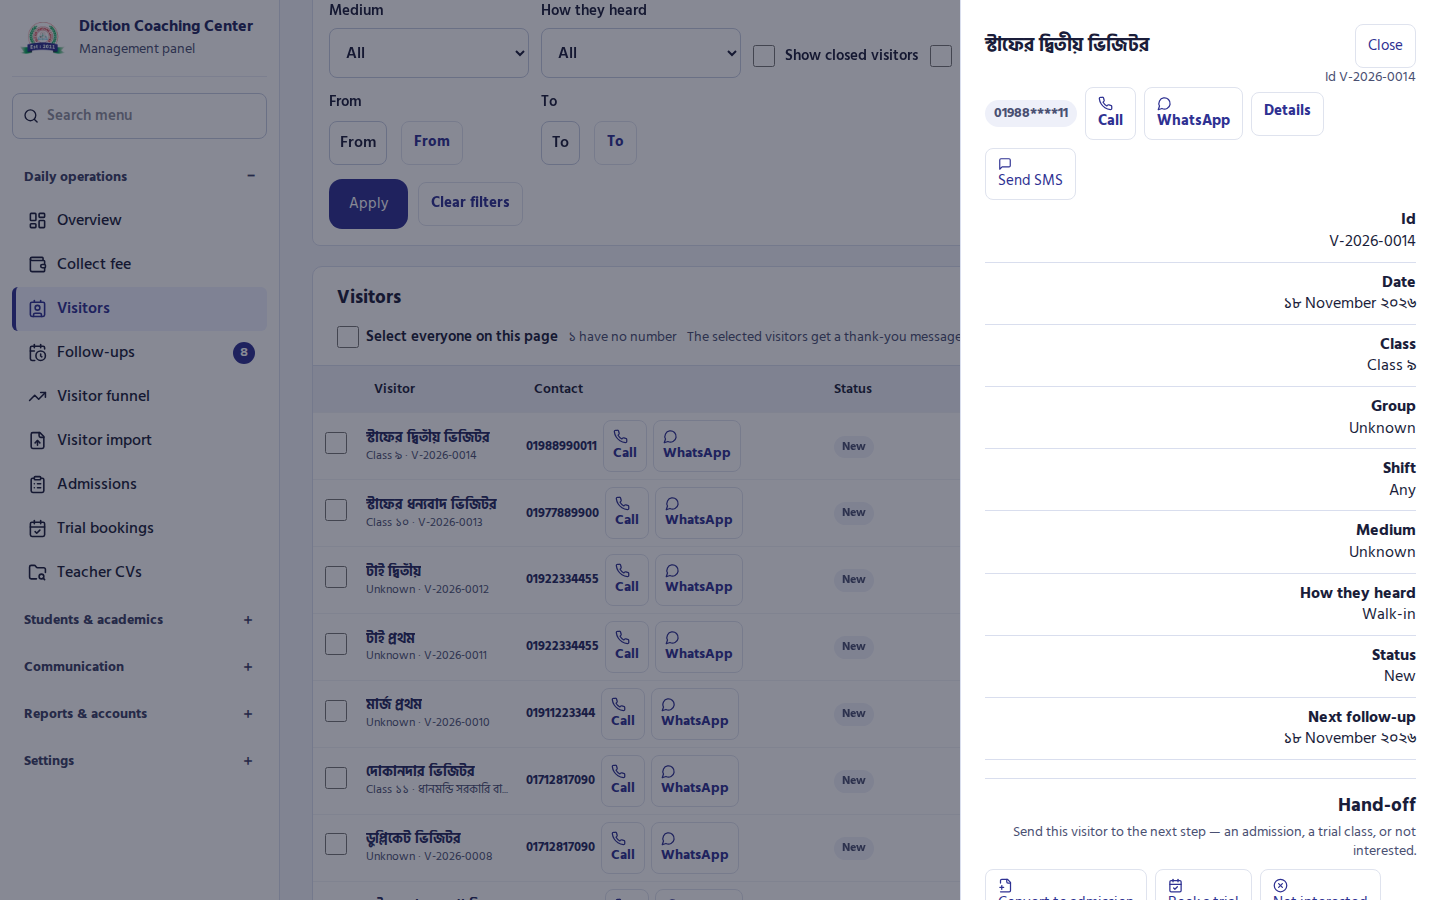 Diction Coaching Center
Management panel
Search menu
Daily operations
Overview
Collect fee
Visitors
Follow-ups 8
Visitor funnel
Visitor import
Admissions
Trial bookings
Teacher CVs
Students & academics
Communication
Reports & accounts
Settings
Medium
How they heard
All
All
Show closed visitors
From
To
From From
To To
Apply
Clear filters
Visitors
Select everyone on this page ১ have no number The selected visitors get a thank-you message
Visitor Contact Status
স্টাফের দ্বিতীয় ভিজিটর
Class ৯ · V-2026-0014
01988990011 Call WhatsApp New
স্টাফের ধন্যবাদ ভিজিটর
Class ১০ · V-2026-0013
01977889900 Call WhatsApp New
টাই দ্বিতীয়
Unknown · V-2026-0012
01922334455 Call WhatsApp New
টাই প্রথম
Unknown · V-2026-0011
01922334455 Call WhatsApp New
মার্জ প্রথম
Unknown · V-2026-0010
01911223344 Call WhatsApp New
দোকানদার ভিজিটর
Class ১১ · ধানমন্ডি সরকারি বা...
01712817090 Call WhatsApp New
ডুপ্লিকেট ভিজিটর
Unknown · V-2026-0008
01712817090 Call WhatsApp New
স্টাফের দ্বিতীয় ভিজিটর
Close
Id V-2026-0014
01988****11 Call WhatsApp Details
Send SMS
Id
V-2026-0014
Date
১৮ November ২০২৬
Class
Class ৯
Group
Unknown
Shift
Any
Medium
Unknown
How they heard
Walk-in
Status
New
Next follow-up
১৮ November ২০২৬
Hand-off
Send this visitor to the next step — an admission, a trial class, or not
interested.
Convert to admission Book a trial Not interested